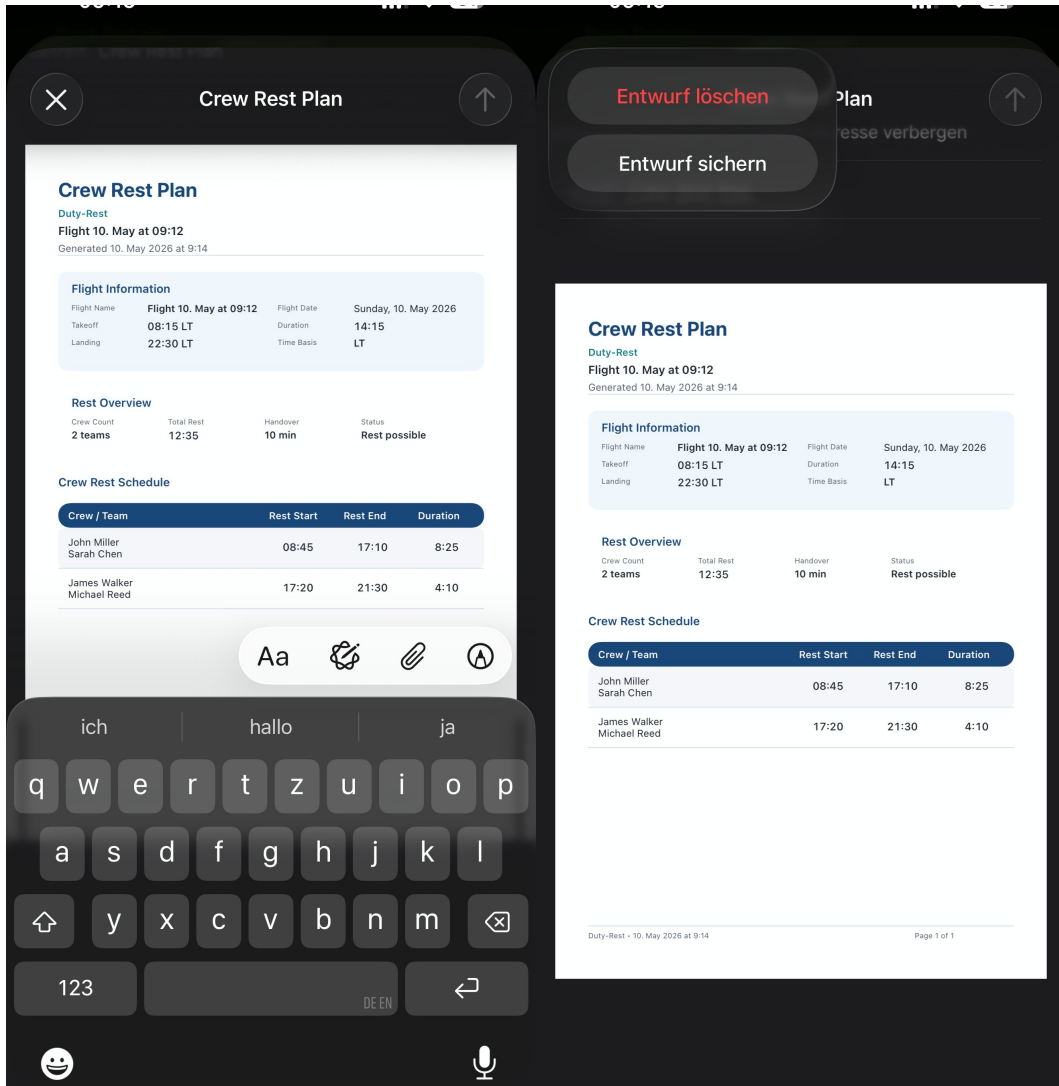 Crew Rest Plan
Crew Rest Plan
Duty-Rest
Flight 10. May at 09:12
Generated 10. May 2026 at 9:14
Flight Information
Flight Name Flight 10. May at 09:12 Flight Date Sunday, 10. May 2026
Takeoff 08:15 LT Duration 14:15
Landing 22:30 LT Time Basis LT
Rest Overview
Crew Count Total Rest Handover Status
2 teams 12:35 10 min Rest possible
Crew Rest Schedule
Crew / Team Rest Start Rest End Duration
John Miller
Sarah Chen
08:45 17:10 8:25
James Walker
Michael Reed
17:20 21:30 4:10
Aa
ich hallo ja
q w e r t z u i o p
a s d f g h j k l
y x c v b n m
123
DE EN
Entwurf löschen
Plan
resse verbergen
Entwurf sichern
Crew Rest Plan
Duty-Rest
Flight 10. May at 09:12
Generated 10. May 2026 at 9:14
Flight Information
Flight Name Flight 10. May at 09:12 Flight Date Sunday, 10. May 2026
Takeoff 08:15 LT Duration 14:15
Landing 22:30 LT Time Basis LT
Rest Overview
Crew Count Total Rest Handover Status
2 teams 12:35 10 min Rest possible
Crew Rest Schedule
Crew / Team Rest Start Rest End Duration
John Miller
Sarah Chen
08:45 17:10 8:25
James Walker
Michael Reed
17:20 21:30 4:10
Duty-Rest • 10. May 2026 at 9:14 Page 1 of 1